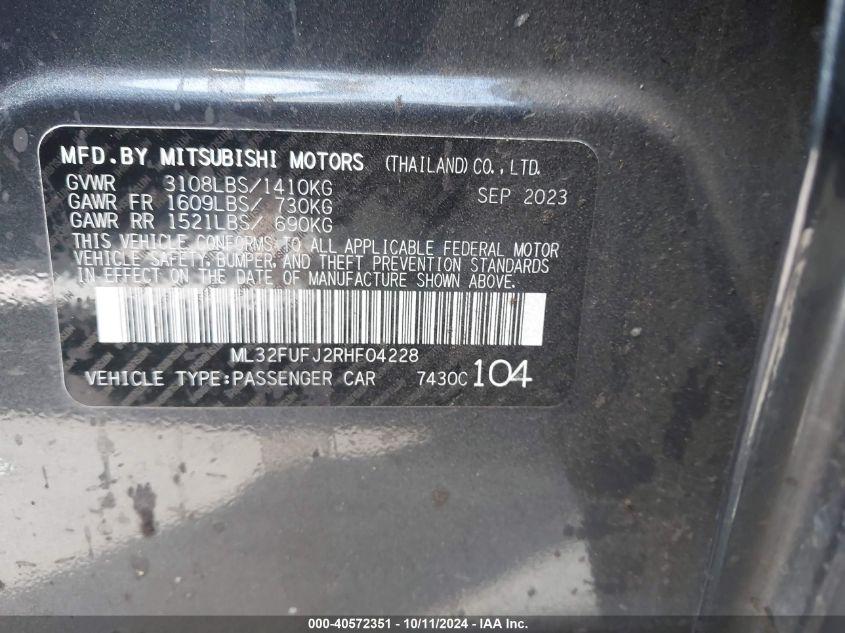 MFD.BY MITSUBISHI MOTORS (THAILAND) CO., LTD.
GVWR 3108LBS/1410KG SEP 2023
GAWR FR 1609LBS/ 730KG
GAWR RR 1521LBS/ 690KG
THIS VEHICLE CONFORMS TO ALL APPLICABLE FEDERAL MOTOR
VEHICLE SAFETY, BUMPER, AND THEFT PREVENTION STANDARDS
IN EFFECT ON THE DATE OF MANUFACTURE SHOWN ABOVE.
ML32FUFJ2RHF04228
VEHICLE TYPE:PASSENGER CAR 7430C 104
000-40572351 - 10/11/2024 - IAA Inc.